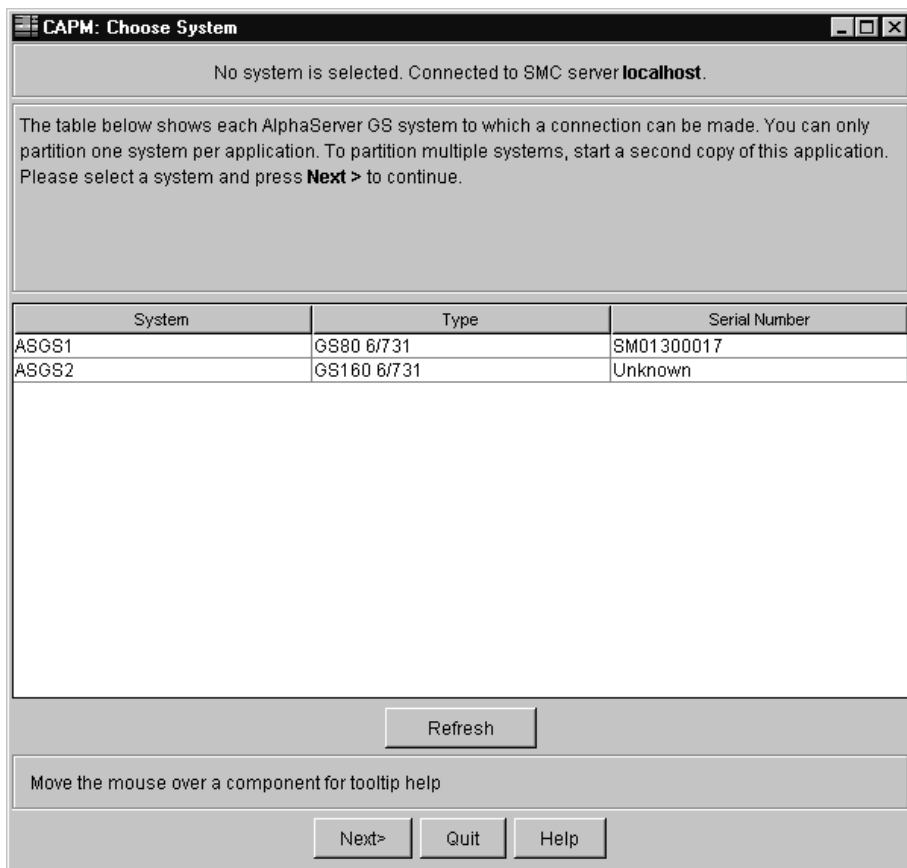 CAPM: Choose System
No system is selected. Connected to SMC server localhost.
The table below shows each AlphaServer GS system to which a connection can be made. You can only
partition one system per application. To partition multiple systems, start a second copy of this application.
Please select a system and press Next > to continue.
System Type Serial Number
ASGS1 GS80 6/731 SM01300017
ASGS2 GS160 6/731 Unknown
Refresh
Move the mouse over a component for tooltip help
Next> Quit Help